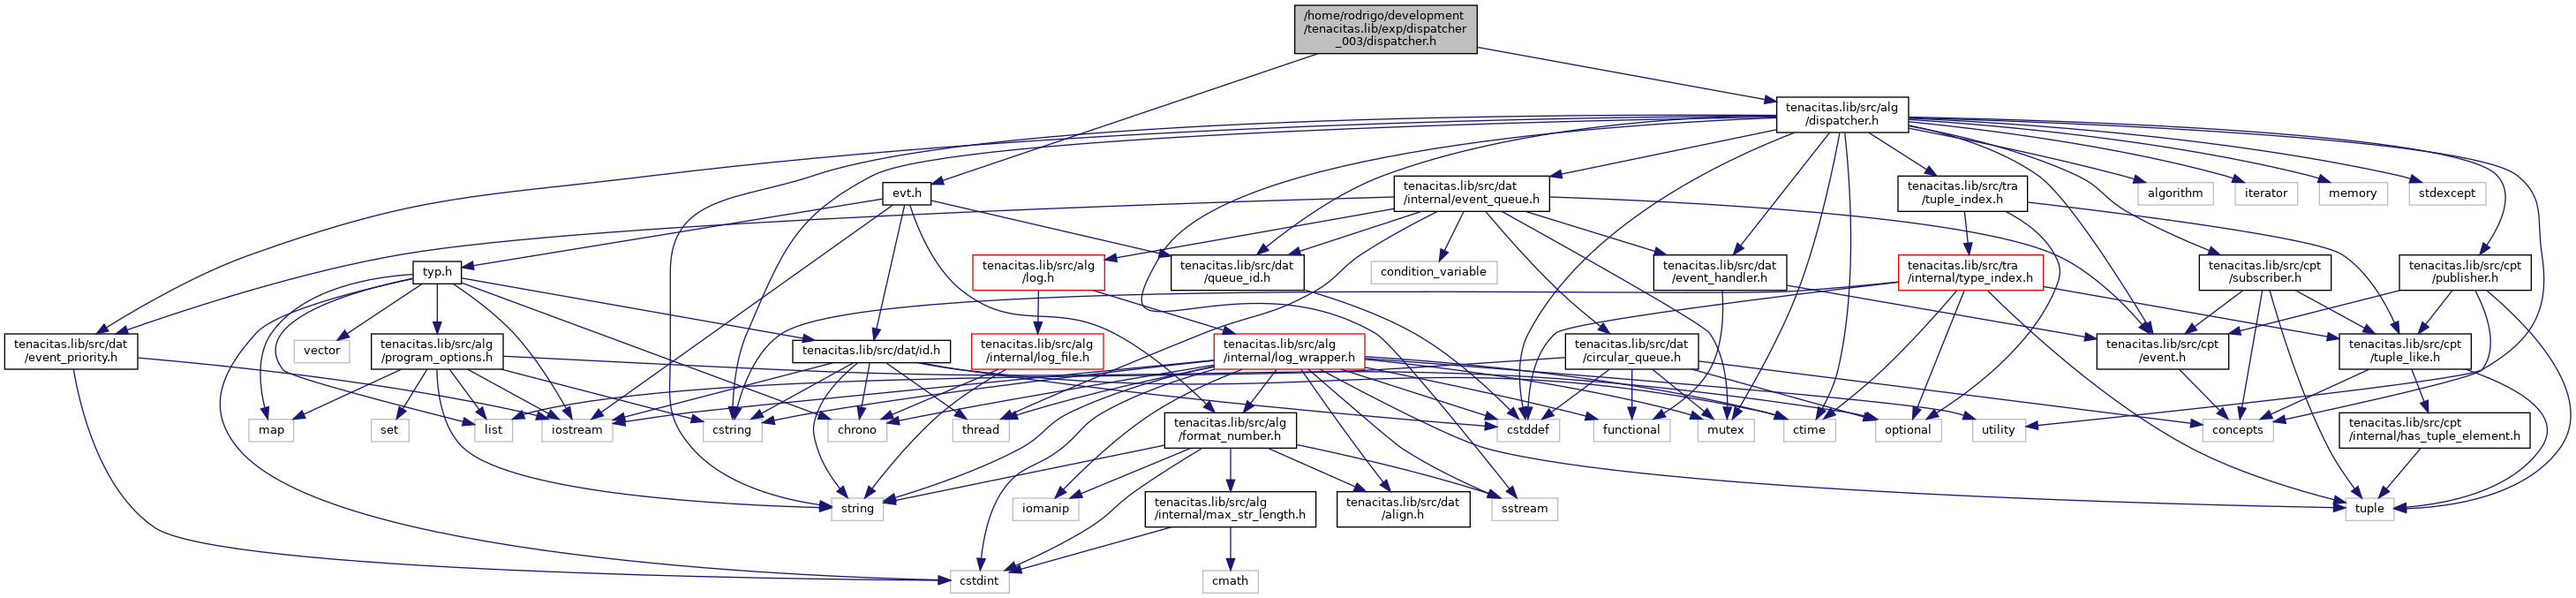 /home/rodrigo/development
/tenacitas.lib/exp/dispatcher
_003/dispatcher.h
tenacitas.lib/src/alg
/dispatcher.h
evt.h
tenacitas.lib/src/dat
/internal/event_queue.h
tenacitas.lib/src/tra
/tuple_index.h
algorithm
iterator
memory
stdexcept
typ.h
tenacitas.lib/src/alg
/log.h
tenacitas.lib/src/dat
/queue_id.h
condition_variable
tenacitas.lib/src/dat
/event_handler.h
tenacitas.lib/src/tra
/internal/type_index.h
tenacitas.lib/src/cpt
/subscriber.h
tenacitas.lib/src/cpt
/publisher.h
tenacitas.lib/src/dat
/event_priority.h
vector
tenacitas.lib/src/alg
/program_options.h
tenacitas.lib/src/dat/id.h
tenacitas.lib/src/alg
/internal/log_file.h
tenacitas.lib/src/alg
/internal/log_wrapper.h
tenacitas.lib/src/dat
/circular_queue.h
tenacitas.lib/src/cpt
/event.h
tenacitas.lib/src/cpt
/tuple_like.h
map
set
list
iostream
cstring
chrono
thread
tenacitas.lib/src/alg
/format_number.h
cstddef
functional
mutex
ctime
optional
utility
concepts
tenacitas.lib/src/cpt
/internal/has_tuple_element.h
string
iomanip
tenacitas.lib/src/alg
/internal/max_str_length.h
tenacitas.lib/src/dat
/align.h
sstream
tuple
cstdint
cmath